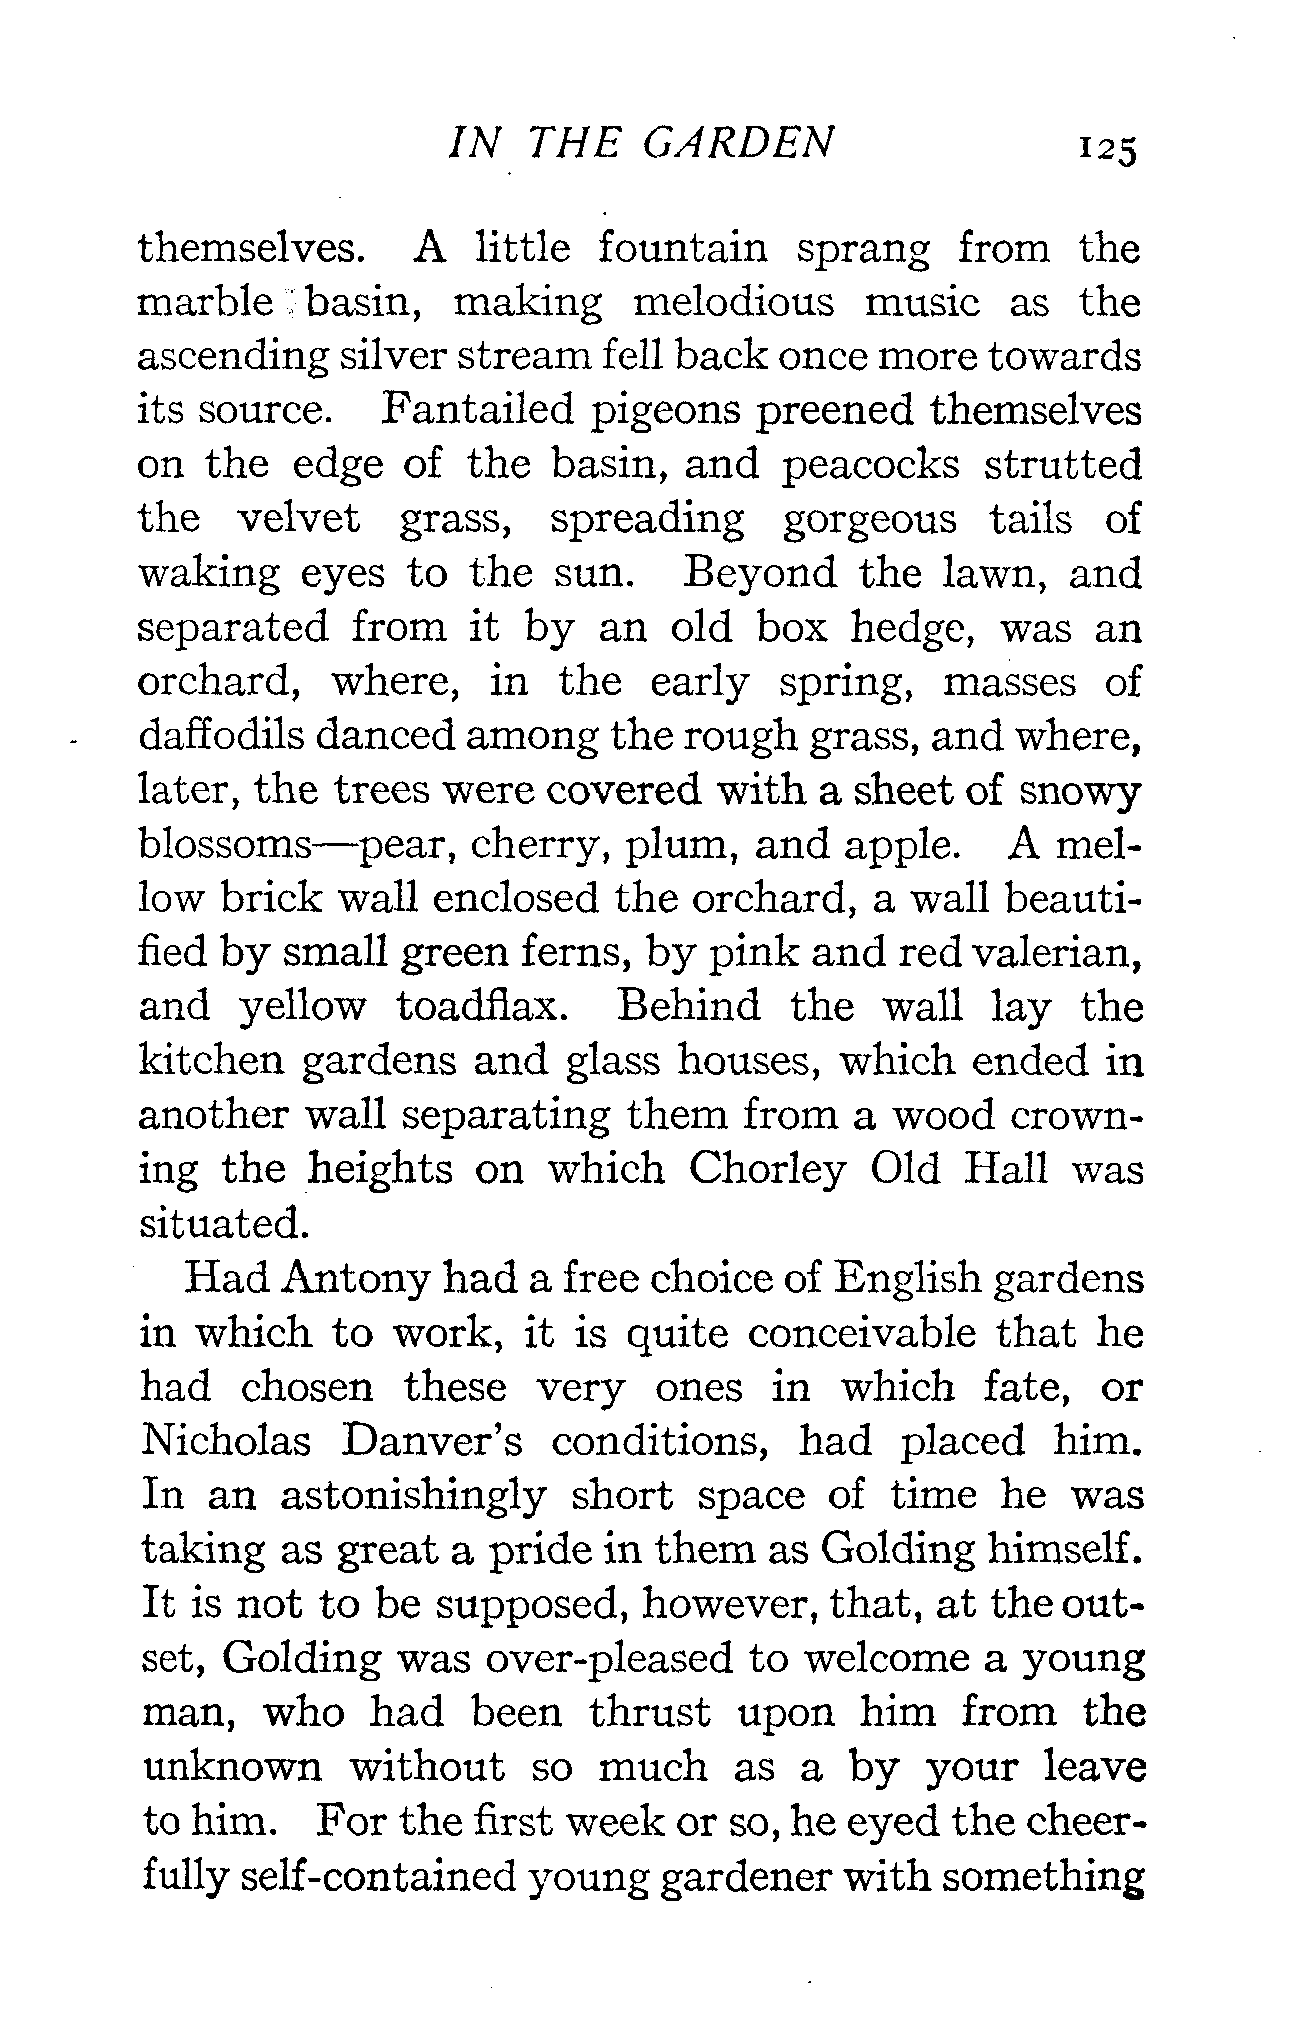 IN THE GARDEN 125
themselves. A little fountain sprang from the
marble basin, making melodious music as the
ascending silver stream fell back once more towards
its source. Fantailed pigeons preened themselves
on the edge of the basin, and peacocks strutted
the velvet grass, spreading gorgeous tails of
waking eyes to the sun. Beyond the lawn, and
separated from it by an old box hedge, was an
orchard, where, in the early spring, masses of
daffodils danced among the rough grass, and where,
later, the trees were covered with a sheet of snowy
blossoms—pear, cherry, plum, and apple. A mel-
low brick wall enclosed the orchard, a wall beauti-
fied by small green ferns, by pink and red valerian,
and yellow toadflax. Behind the wall lay the
kitchen gardens and glass houses, which ended in
another wall separating them from a wood crown-
ing the heights on which Chorley Old Hall was
situated.
Had Antony had a free choice of English gardens
in which to work, it is quite conceivable that he
had chosen these very ones in which fate, or
Nicholas Danver's conditions, had placed him.
In an astonishingly short space of time he was
taking as great a pride in them as Golding himself.
It is not to be supposed, however, that, at the out-
set, Golding was over-pleased to welcome a young
man, who had been thrust upon him from the
unknown without so much as a by your leave
to him. For the first week or so, he eyed the cheer-
fully self-contained young gardener with something